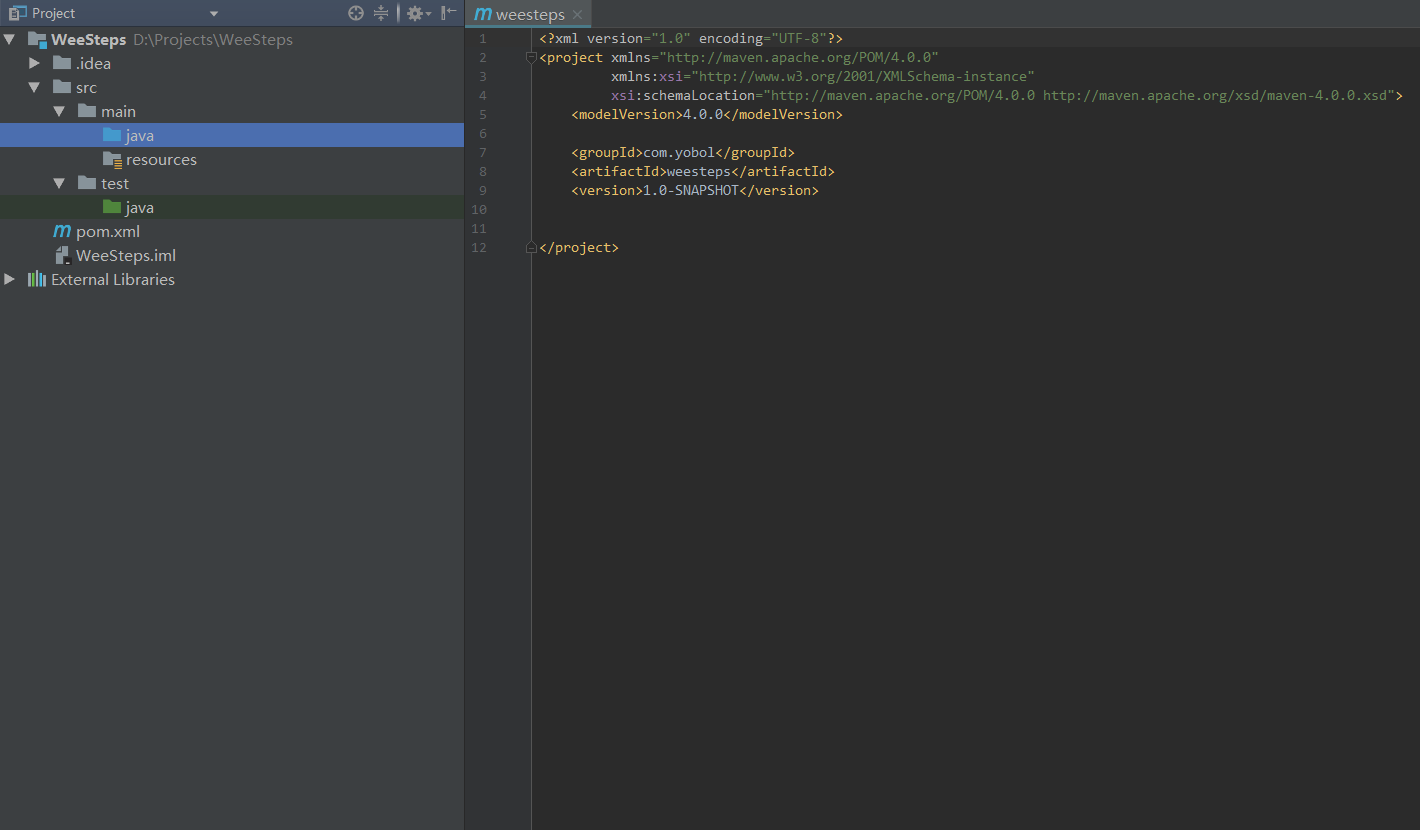 Project
WeeSteps D:\Projects\WeeSteps
.idea
src
main
java
resources
test
java
m pom.xml
WeeSteps.iml
External Libraries
m weesteps
1 <?xml version="1.0" encoding="UTF-8"?>
2 <project xmlns="http://maven.apache.org/POM/4.0.0"
3 xmlns:xsi="http://www.w3.org/2001/XMLSchema-instance"
4 xsi:schemaLocation="http://maven.apache.org/POM/4.0.0 http://maven.apache.org/xsd/maven-4.0.0.xsd">
5 <modelVersion>4.0.0</modelVersion>
6
7 <groupId>com.yobol</groupId>
8 <artifactId>weesteps</artifactId>
9 <version>1.0-SNAPSHOT</version>
10
11
12 </project>